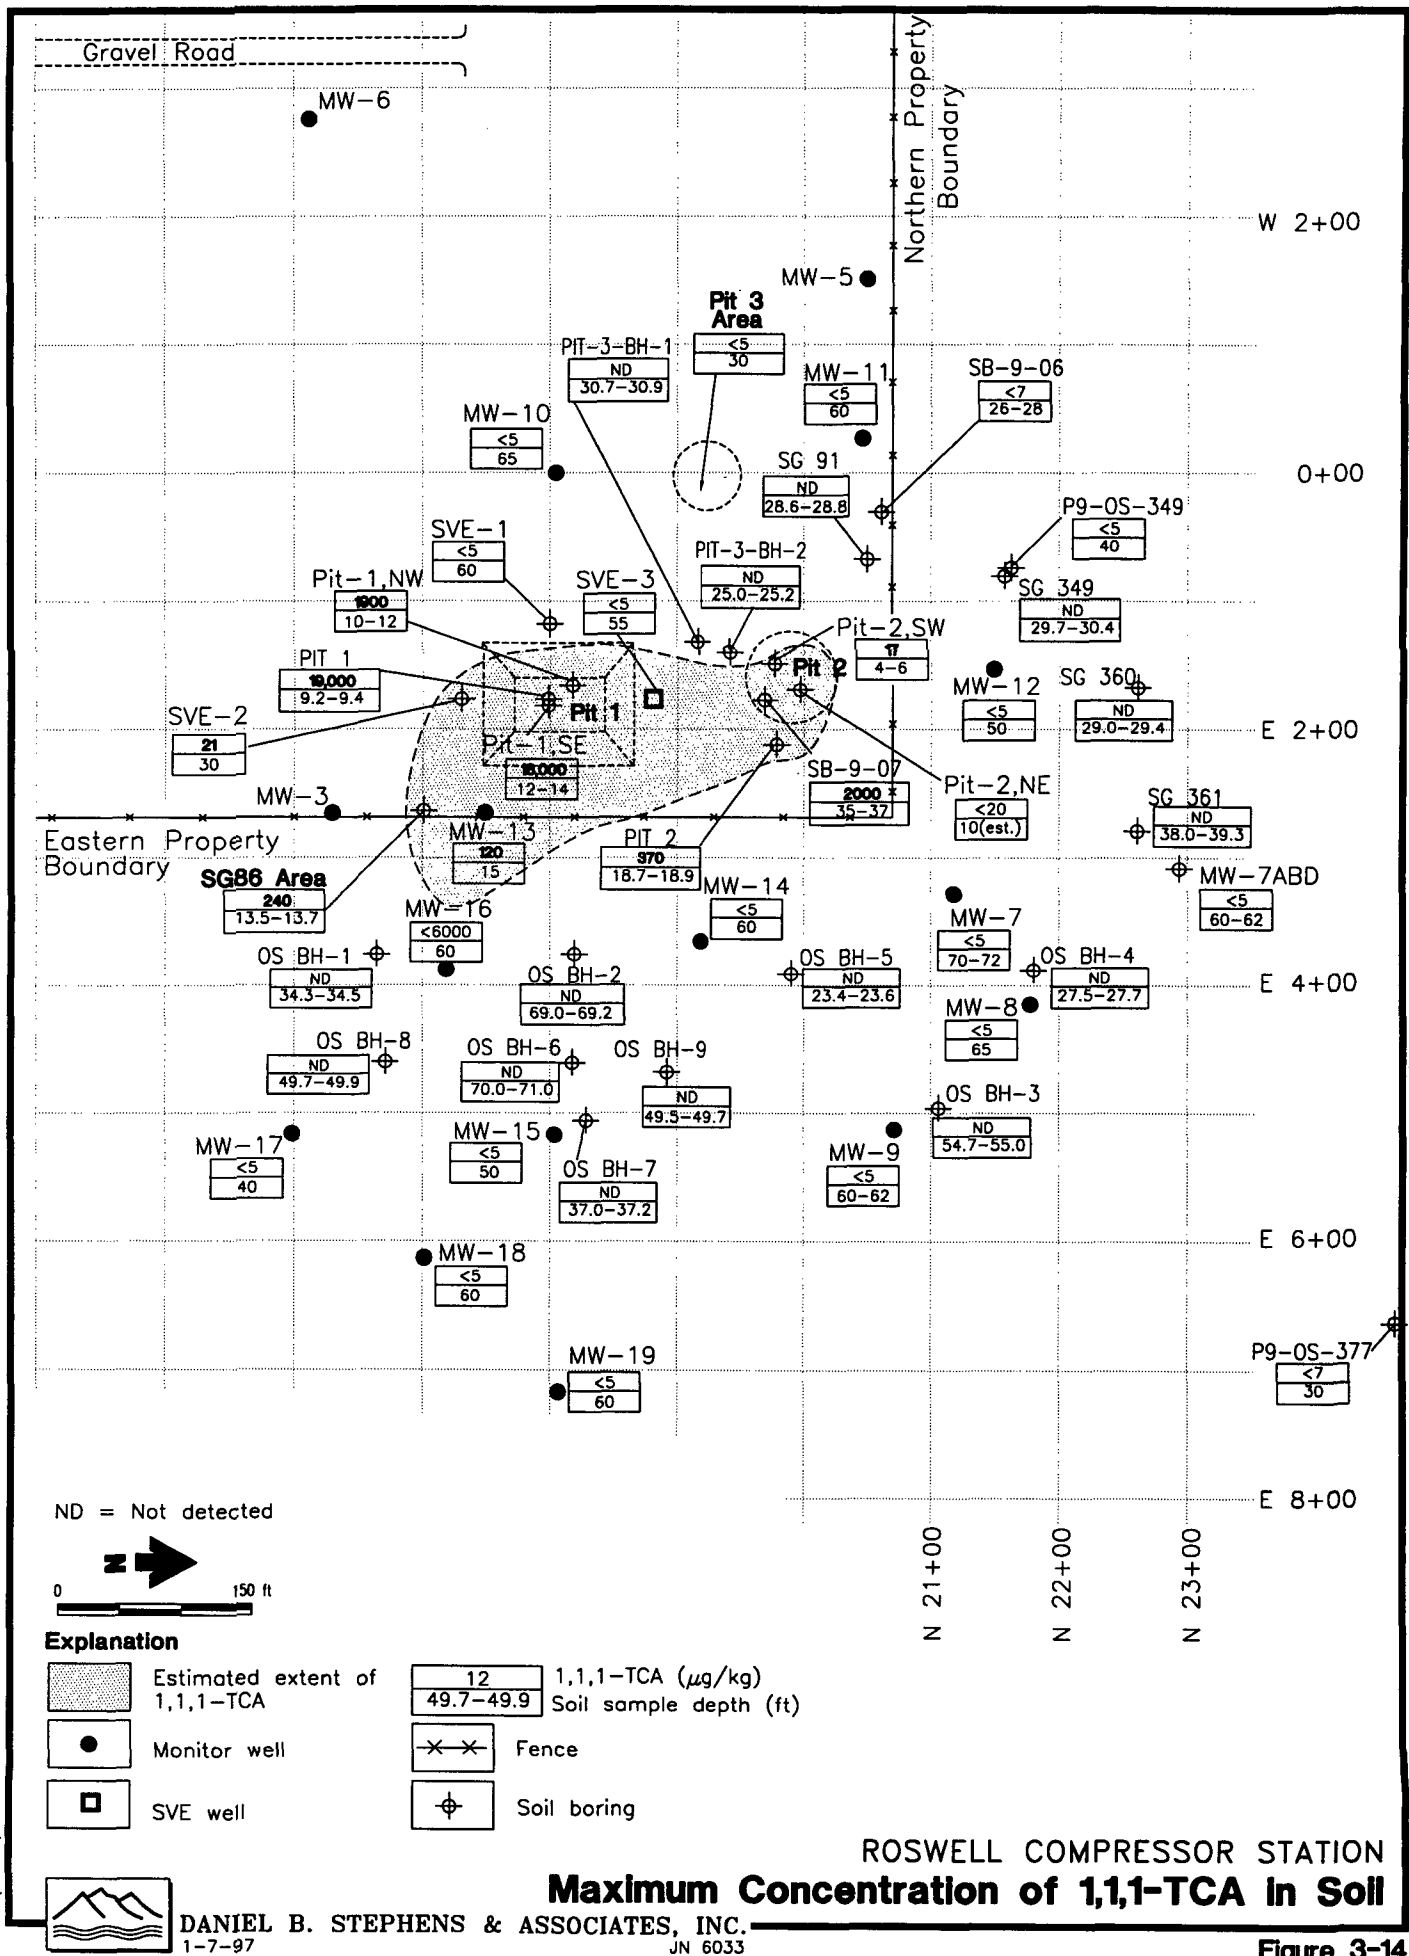 Gravel Road
MW-6
Northern Property
Boundary
W 2+00
MW-5
Pit 3
Area
<5
30
PIT-3-BH-1
ND
30.7-30.9
MW-11
<5
60
SB-9-06
<7
26-28
MW-10
<5
65
SG 91
ND
28.6-28.8
0+00
P9-OS-349
<5
40
SVE-1
<5
60
PIT-3-BH-2
ND
25.0-25.2
Pit-1,NW
1900
10-12
SVE-3
<5
55
SG 349
ND
29.7-30.4
Pit-2,SW
17
4-6
PIT 1
19,000
9.2-9.4
Pit 2
MW-12
<5
50
SG 360
ND
29.0-29.4
Pit 1
SVE-2
21
30
E 2+00
Pit-1,SE
18,000
12-14
SB-9-07
2000
35-37
Pit-2,NE
<20
10(est.)
MW-3
SG 361
ND
38.0-39.3
Eastern Property
Boundary
MW-13
120
15
PIT 2
370
18.7-18.9
SG86 Area
240
13.5-13.7
MW-14
<5
60
MW-7ABD
<5
60-62
MW-16
<6000
60
MW-7
<5
70-72
OS BH-1
ND
34.3-34.5
OS BH-2
ND
69.0-69.2
OS BH-5
ND
23.4-23.6
OS BH-4
ND
27.5-27.7
E 4+00
MW-8
<5
65
OS BH-8
ND
49.7-49.9
OS BH-6
ND
70.0-71.0
OS BH-9
ND
49.5-49.7
OS BH-3
ND
54.7-55.0
MW-17
<5
40
MW-15
<5
50
OS BH-7
ND
37.0-37.2
MW-9
<5
60-62
E 6+00
MW-18
<5
60
MW-19
<5
60
P9-OS-377
<7
30
E 8+00
N 21+00
N 22+00
N 23+00
ND = Not detected
N
0 150 ft
Explanation
Estimated extent of
1,1,1-TCA
12
49.7-49.9
1,1,1-TCA (µg/kg)
Soil sample depth (ft)
Monitor well
Fence
SVE well
Soil boring
ROSWELL COMPRESSOR STATION
Maximum Concentration of 1,1,1-TCA in Soil
DANIEL B. STEPHENS & ASSOCIATES, INC.
1-7-97
JN 6033
Figure 3-14